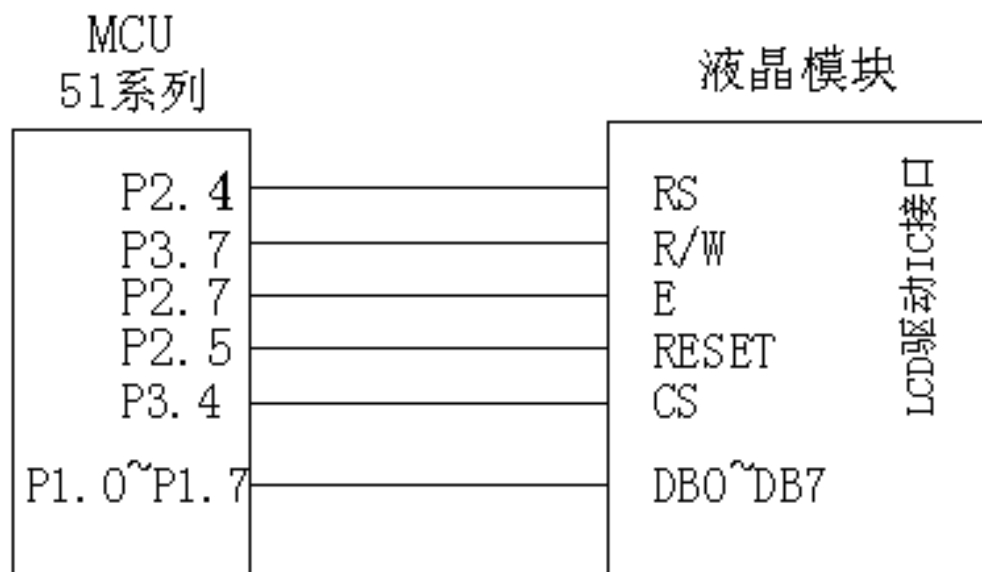 MCU
51系列
液晶模块
P2.4
RS
P3.7
R/W
P2.7
E
P2.5
RESET
P3.4
CS
P1.0~P1.7
DB0~DB7
LCD驱动IC接口